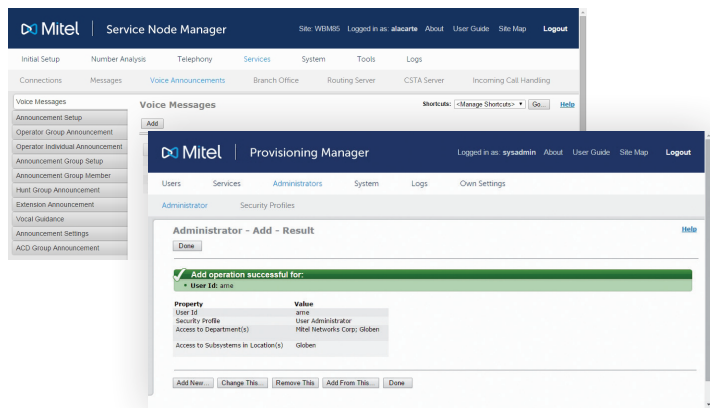 Mitel | Service Node Manager
Site: WBM85 Logged in as: alacarte About User Guide Site Map Logout
Initial Setup Number Analysis Telephony Services System Tools Logs
Connections Messages Voice Announcements Branch Office Routing Server CSTA Server Incoming Call Handling
Voice Messages
Announcement Setup
Operator Group Announcement
Operator Individual Announcement
Announcement Group Setup
Announcement Group Member
Hunt Group Announcement
Extension Announcement
Vocal Guidance
Announcement Settings
ACD Group Announcement
Voice Messages
Shortcuts: <Manage Shortcuts> Go... Help
Add
Mitel | Provisioning Manager
Logged in as: sysadmin About User Guide Site Map Logout
Users Services Administrators System Logs Own Settings
Administrator Security Profiles
Administrator - Add - Result Help
Done
Add operation successful for:
• User Id: arne
Property Value
User Id arne
Security Profile User Administrator
Access to Department(s) Mitel Networks Corp; Globen
Access to Subsystems in Location(s) Globen
Add New... Change This... Remove This Add From This... Done